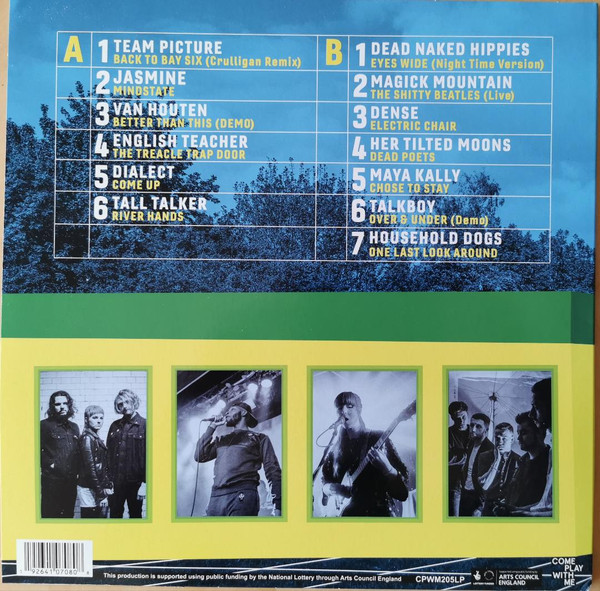 A
1 TEAM PICTURE
BACK TO BAY SIX (Crulligan Remix)
2 JASMINE
MINDSTATE
3 VAN HOUTEN
BETTER THAN THIS (DEMO)
4 ENGLISH TEACHER
THE TREACLE TRAP DOOR
5 DIALECT
COME UP
6 TALL TALKER
RIVER HANDS
B
1 DEAD NAKED HIPPIES
EYES WIDE (Night Time Version)
2 MAGICK MOUNTAIN
THE SHITTY BEATLES (Live)
3 DENSE
ELECTRIC CHAIR
4 HER TILTED MOONS
DEAD POETS
5 MAYA KALLY
CHOSE TO STAY
6 TALKBOY
OVER & UNDER (Demo)
7 HOUSEHOLD DOGS
ONE LAST LOOK AROUND
92641 07080
This production is supported using public funding by the National Lottery through Arts Council England
CPWM205LP
LOTTERY FUNDED
ARTS COUNCIL
ENGLAND
COME
PLAY
WITH
ME